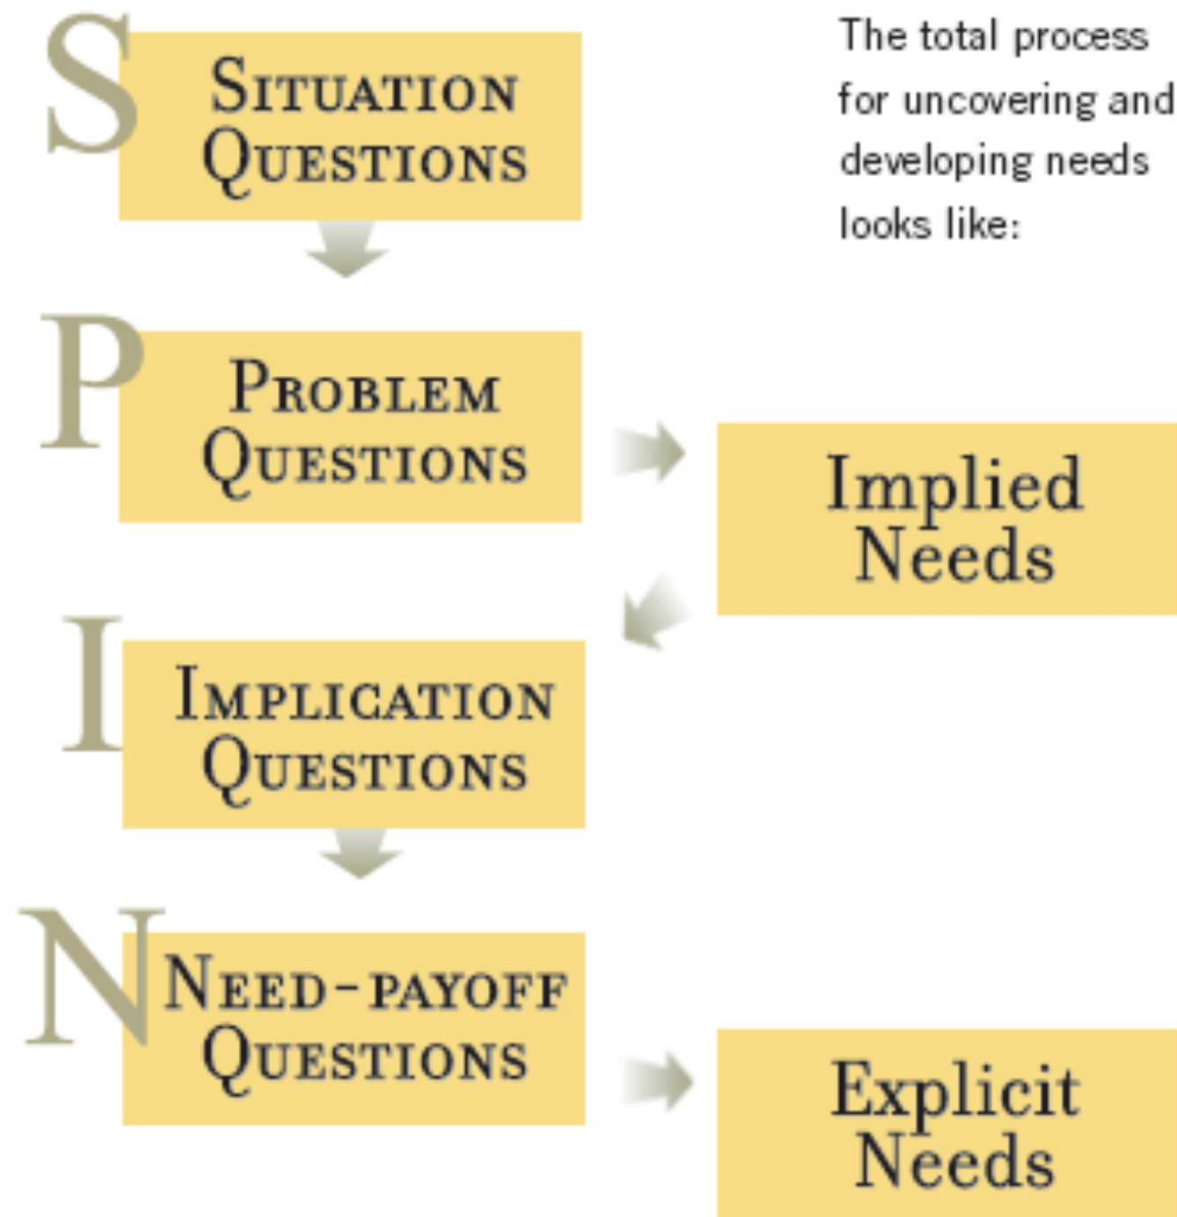 S
SITUATION
QUESTIONS
The total process
for uncovering and
developing needs
looks like:
P
PROBLEM
QUESTIONS
Implied
Needs
I
IMPLICATION
QUESTIONS
N
NEED-PAYOFF
QUESTIONS
Explicit
Needs